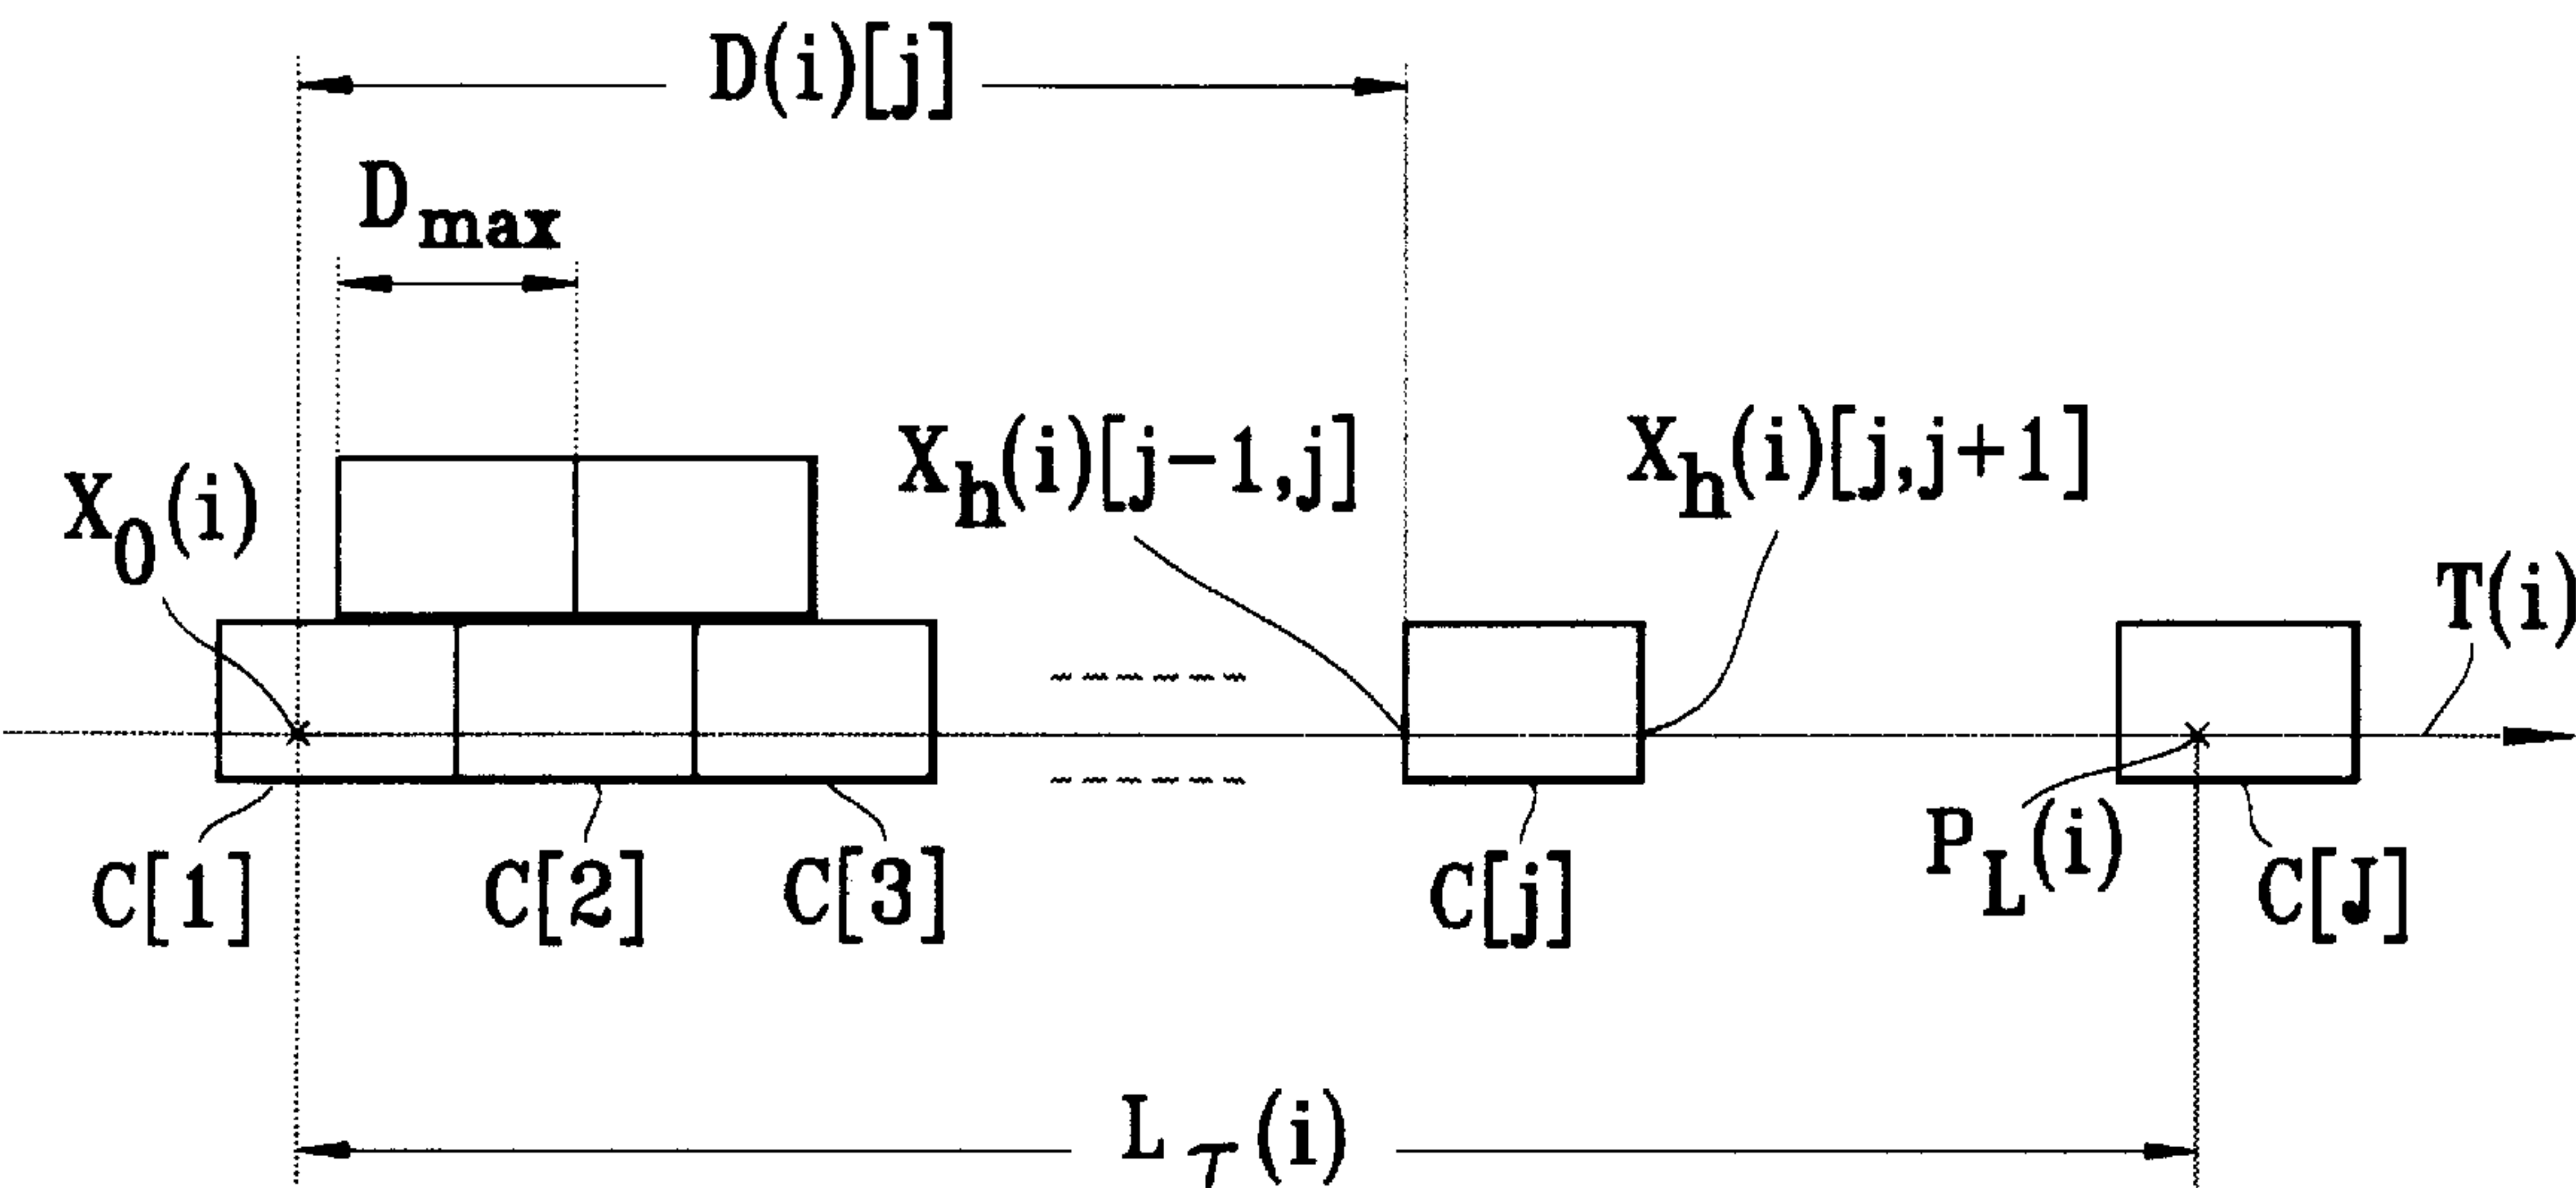 D(i)[j]
D_max
X_0(i)
X_h(i)[j-1,j]
X_h(i)[j,j+1]
T(i)
P_L(i)
C[1]
C[2]
C[3]
C[j]
C[J]
L_τ(i)